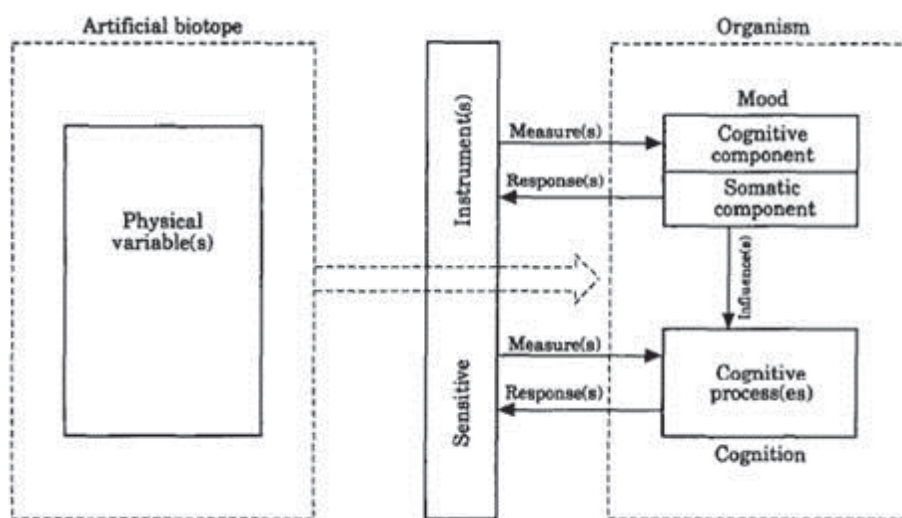 Artificial biotope
Organism
Physical
variable(s)
Sensitive Instrument(s)
Measure(s)
Response(s)
Mood
Cognitive
component
Somatic
component
Influence(s)
Measure(s)
Response(s)
Cognitive
process(es)
Cognition